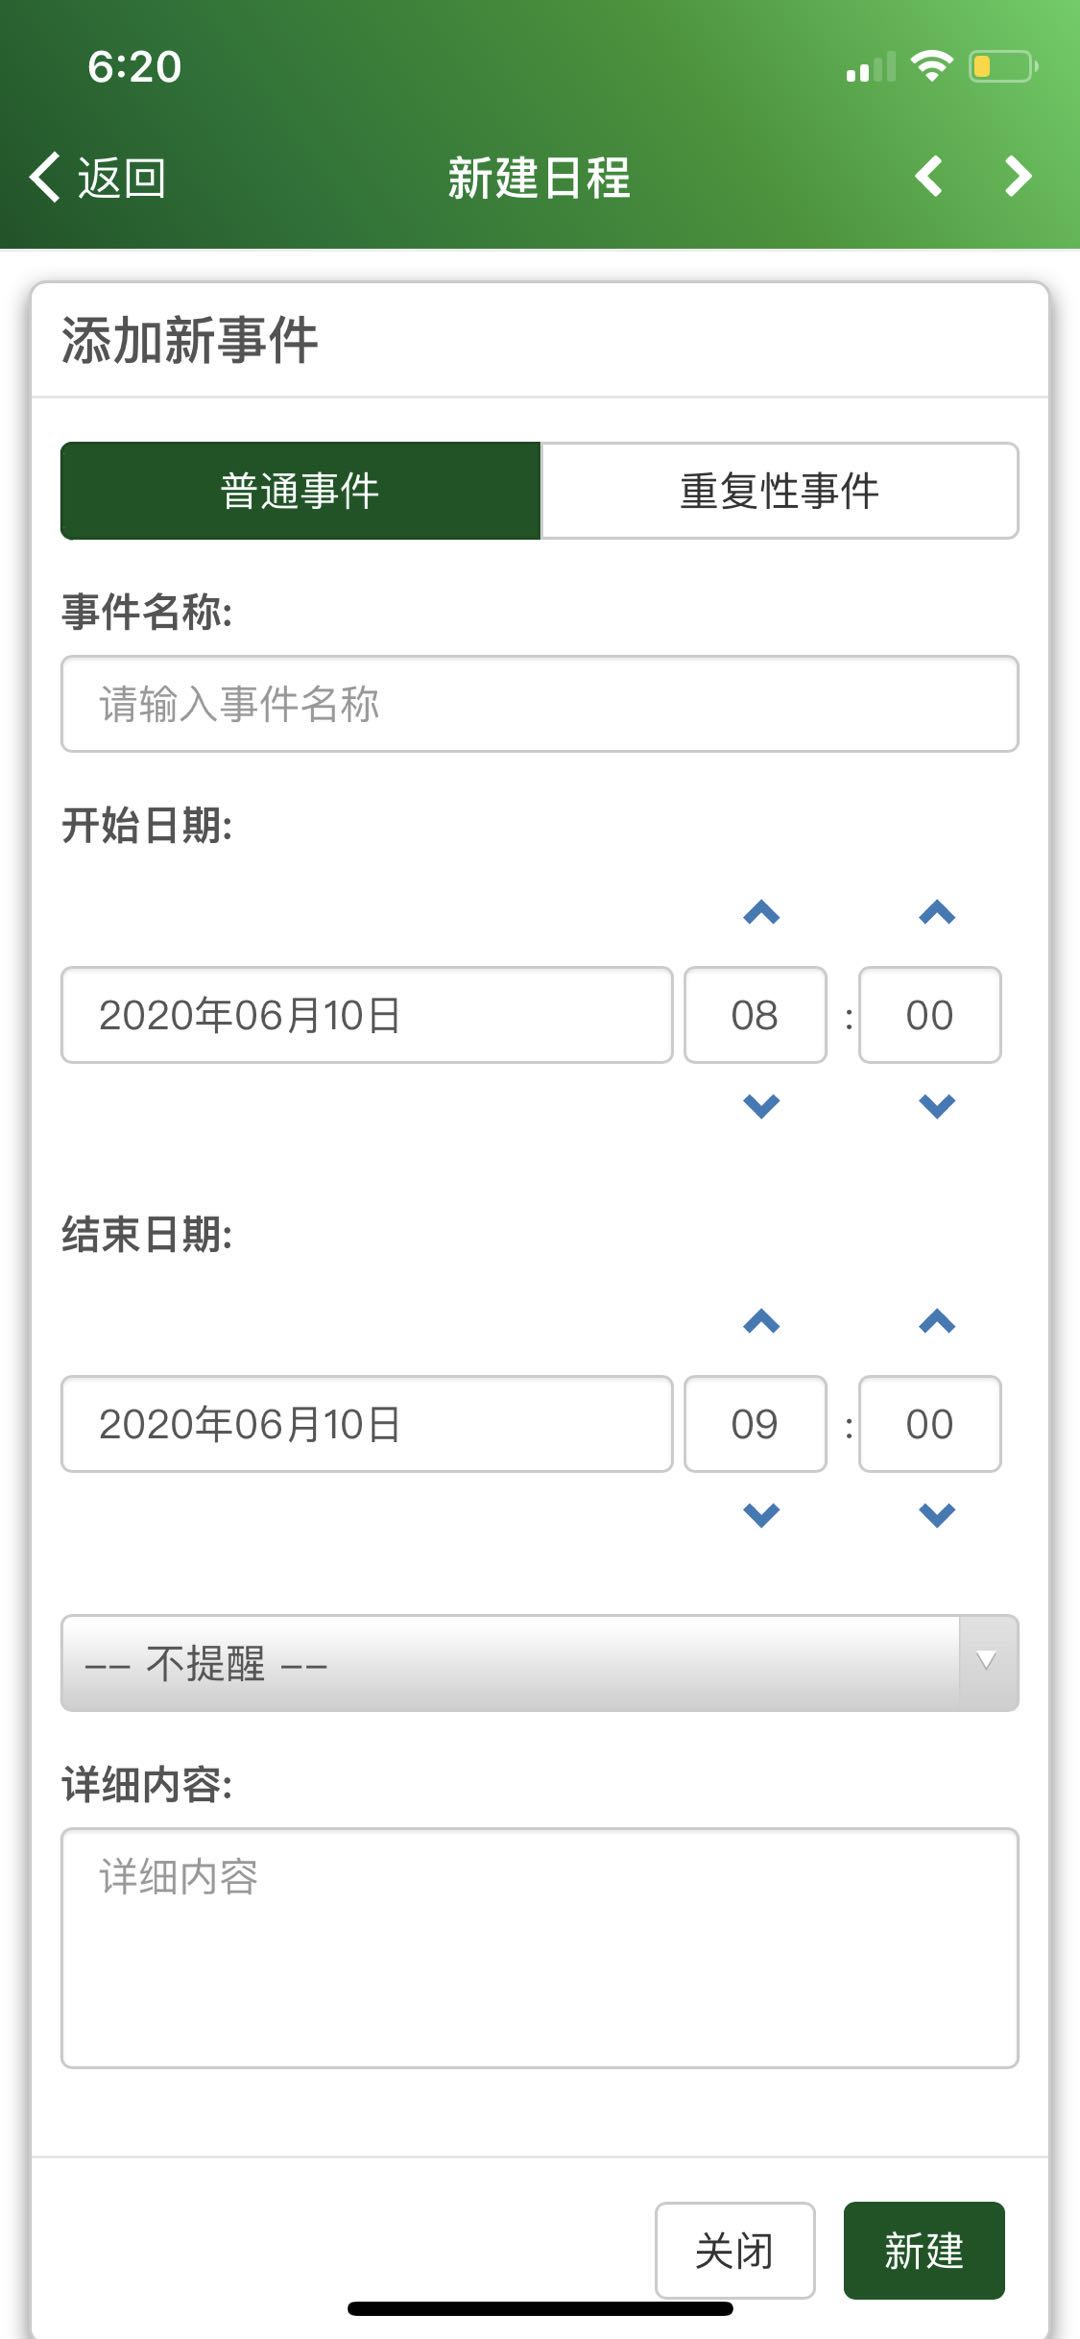 6:20
返回 新建日程
添加新事件
普通事件 重复性事件
事件名称:
请输入事件名称
开始日期:
2020年06月10日 08 : 00
结束日期:
2020年06月10日 09 : 00
-- 不提醒 --
详细内容:
详细内容
关闭 新建